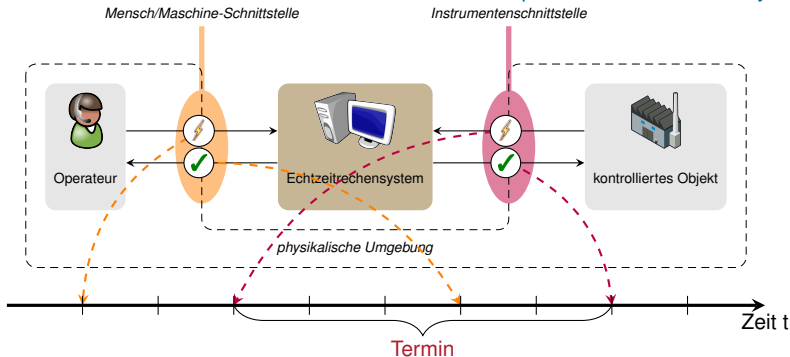 Mensch/Maschine-Schnittstelle
Instrumentenschnittstelle
Operateur
Echtzeitrechensystem
kontrolliertes Objekt
physikalische Umgebung
Zeit t
Termin